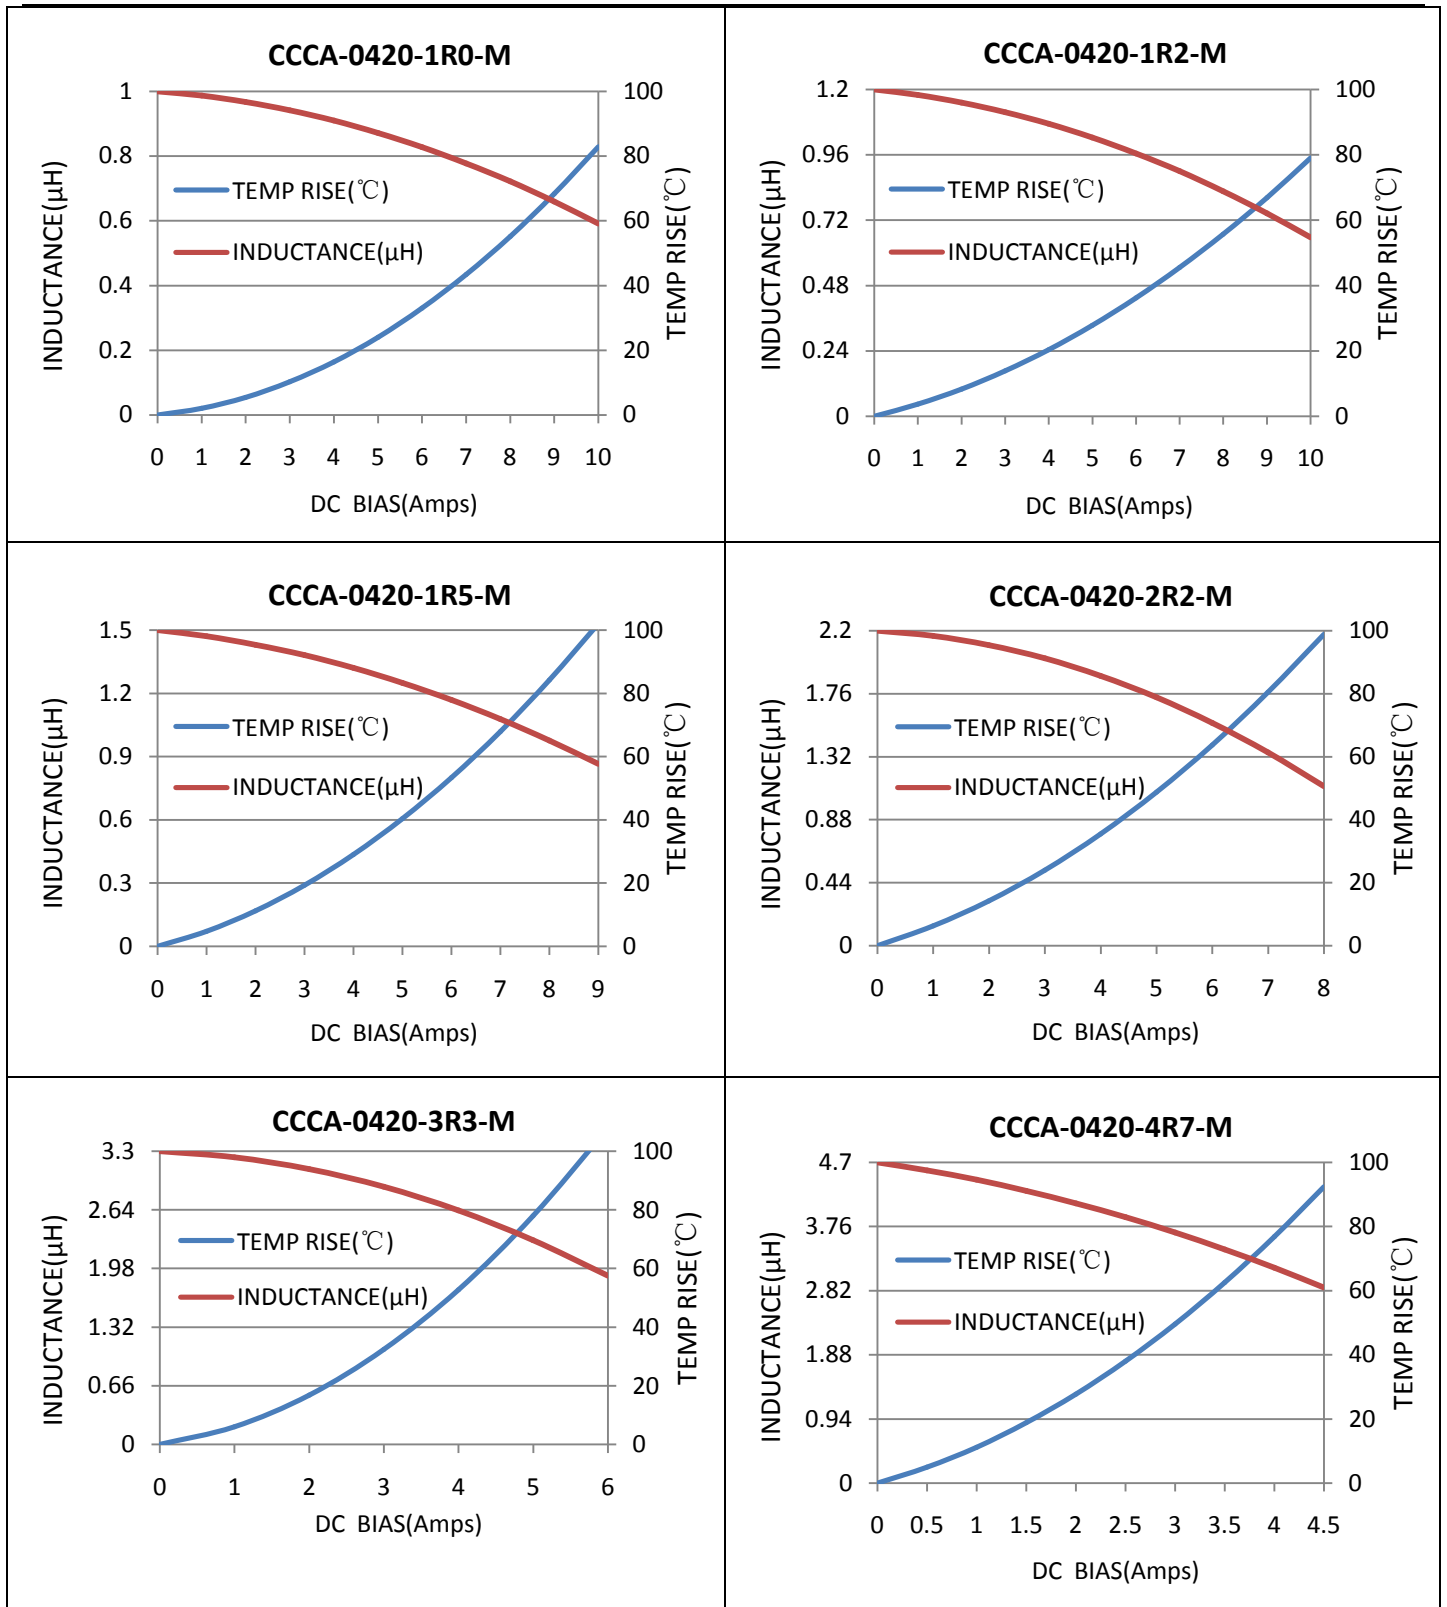 CCCA-0420-1R0-M
INDUCTANCE(µH)
1
0.8
0.6
0.4
0.2
0
TEMP RISE(℃)
INDUCTANCE(µH)
100
80
60
40
20
0
TEMP RISE(℃)
0 1 2 3 4 5 6 7 8 9 10
DC BIAS(Amps)
CCCA-0420-1R2-M
INDUCTANCE(µH)
1.2
0.96
0.72
0.48
0.24
0
TEMP RISE(℃)
INDUCTANCE(µH)
100
80
60
40
20
0
TEMP RISE(℃)
0 1 2 3 4 5 6 7 8 9 10
DC BIAS(Amps)
CCCA-0420-1R5-M
INDUCTANCE(µH)
1.5
1.2
0.9
0.6
0.3
0
TEMP RISE(℃)
INDUCTANCE(µH)
100
80
60
40
20
0
TEMP RISE(℃)
0 1 2 3 4 5 6 7 8 9
DC BIAS(Amps)
CCCA-0420-2R2-M
INDUCTANCE(µH)
2.2
1.76
1.32
0.88
0.44
0
TEMP RISE(℃)
INDUCTANCE(µH)
100
80
60
40
20
0
TEMP RISE(℃)
0 1 2 3 4 5 6 7 8
DC BIAS(Amps)
CCCA-0420-3R3-M
INDUCTANCE(µH)
3.3
2.64
1.98
1.32
0.66
0
TEMP RISE(℃)
INDUCTANCE(µH)
100
80
60
40
20
0
TEMP RISE(℃)
0 1 2 3 4 5 6
DC BIAS(Amps)
CCCA-0420-4R7-M
INDUCTANCE(µH)
4.7
3.76
2.82
1.88
0.94
0
TEMP RISE(℃)
INDUCTANCE(µH)
100
80
60
40
20
0
TEMP RISE(℃)
0 0.5 1 1.5 2 2.5 3 3.5 4 4.5
DC BIAS(Amps)